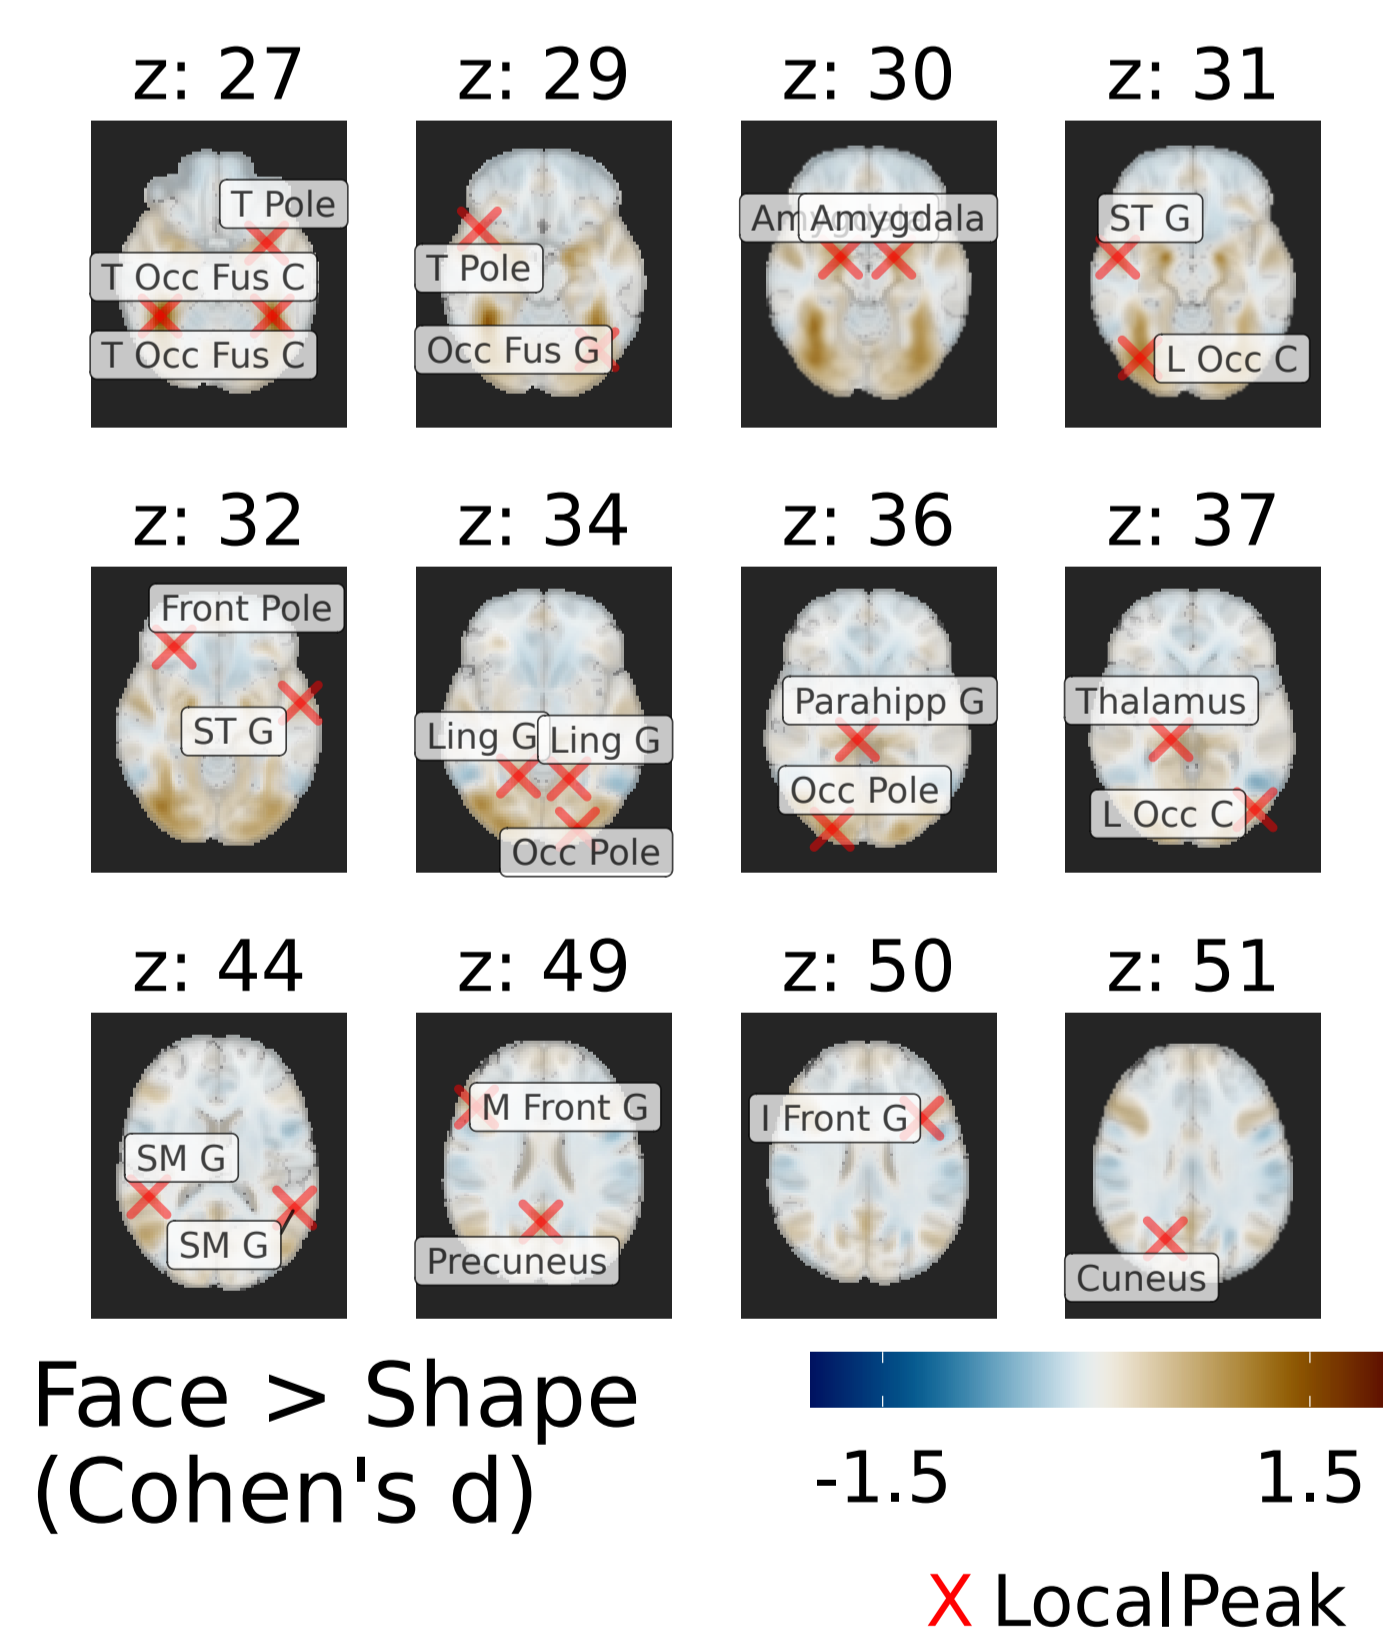 z: 27
z: 29
z: 30
z: 31
T Pole
T Occ Fus C
T Occ Fus C
T Pole
Occ Fus G
Amygdala
Amygdala
ST G
L Occ C
z: 32
z: 34
z: 36
z: 37
Front Pole
ST G
Ling G
Ling G
Occ Pole
Parahipp G
Occ Pole
Thalamus
L Occ C
z: 44
z: 49
z: 50
z: 51
SM G
SM G
M Front G
Precuneus
I Front G
Cuneus
Face > Shape
(Cohen's d)
-1.5
1.5
X LocalPeak